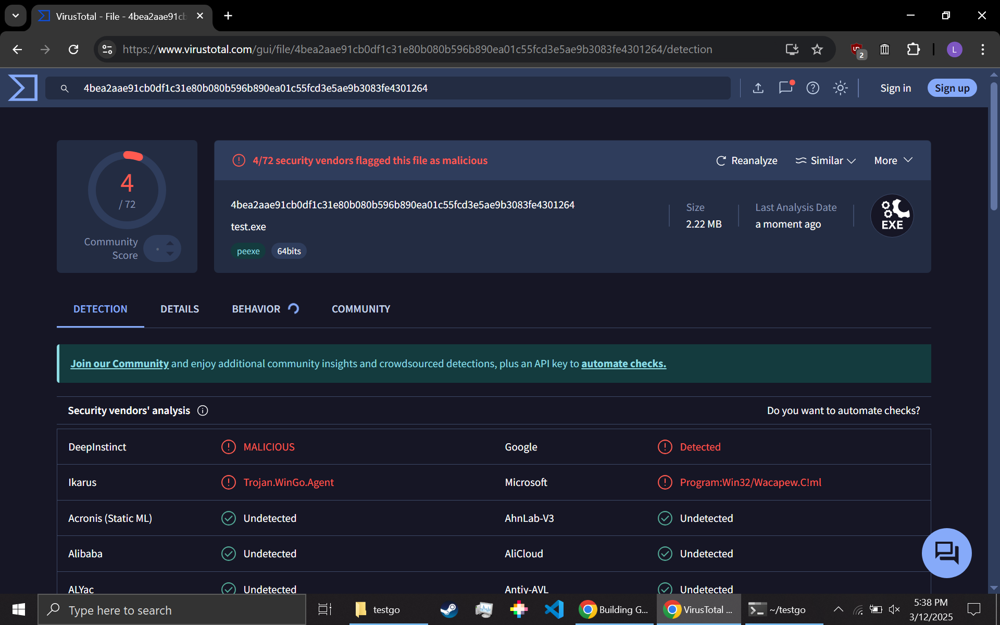 VirusTotal - File - 4bea2aae91cb
https://www.virustotal.com/gui/file/4bea2aae91cb0df1c31e80b080b596b890ea01c55fcd3e5ae9b3083fe4301264/detection
2
L
4bea2aae91cb0df1c31e80b080b596b890ea01c55fcd3e5ae9b3083fe4301264
Sign in
Sign up
4
/ 72
Community
Score
4/72 security vendors flagged this file as malicious
Reanalyze
Similar
More
4bea2aae91cb0df1c31e80b080b596b890ea01c55fcd3e5ae9b3083fe4301264
test.exe
peexe
64bits
Size
2.22 MB
Last Analysis Date
a moment ago
EXE
DETECTION
DETAILS
BEHAVIOR
COMMUNITY
Join our Community and enjoy additional community insights and crowdsourced detections, plus an API key to automate checks.
Security vendors' analysis
Do you want to automate checks?
DeepInstinct
MALICIOUS
Google
Detected
Ikarus
Trojan.WinGo.Agent
Microsoft
Program:Win32/Wacapew.C!ml
Acronis (Static ML)
Undetected
AhnLab-V3
Undetected
Alibaba
Undetected
AliCloud
Undetected
ALYac
Undetected
Antiy-AVL
Undetected
Type here to search
testgo
Building G...
VirusTotal ...
~/testgo
5:38 PM
3/12/2025